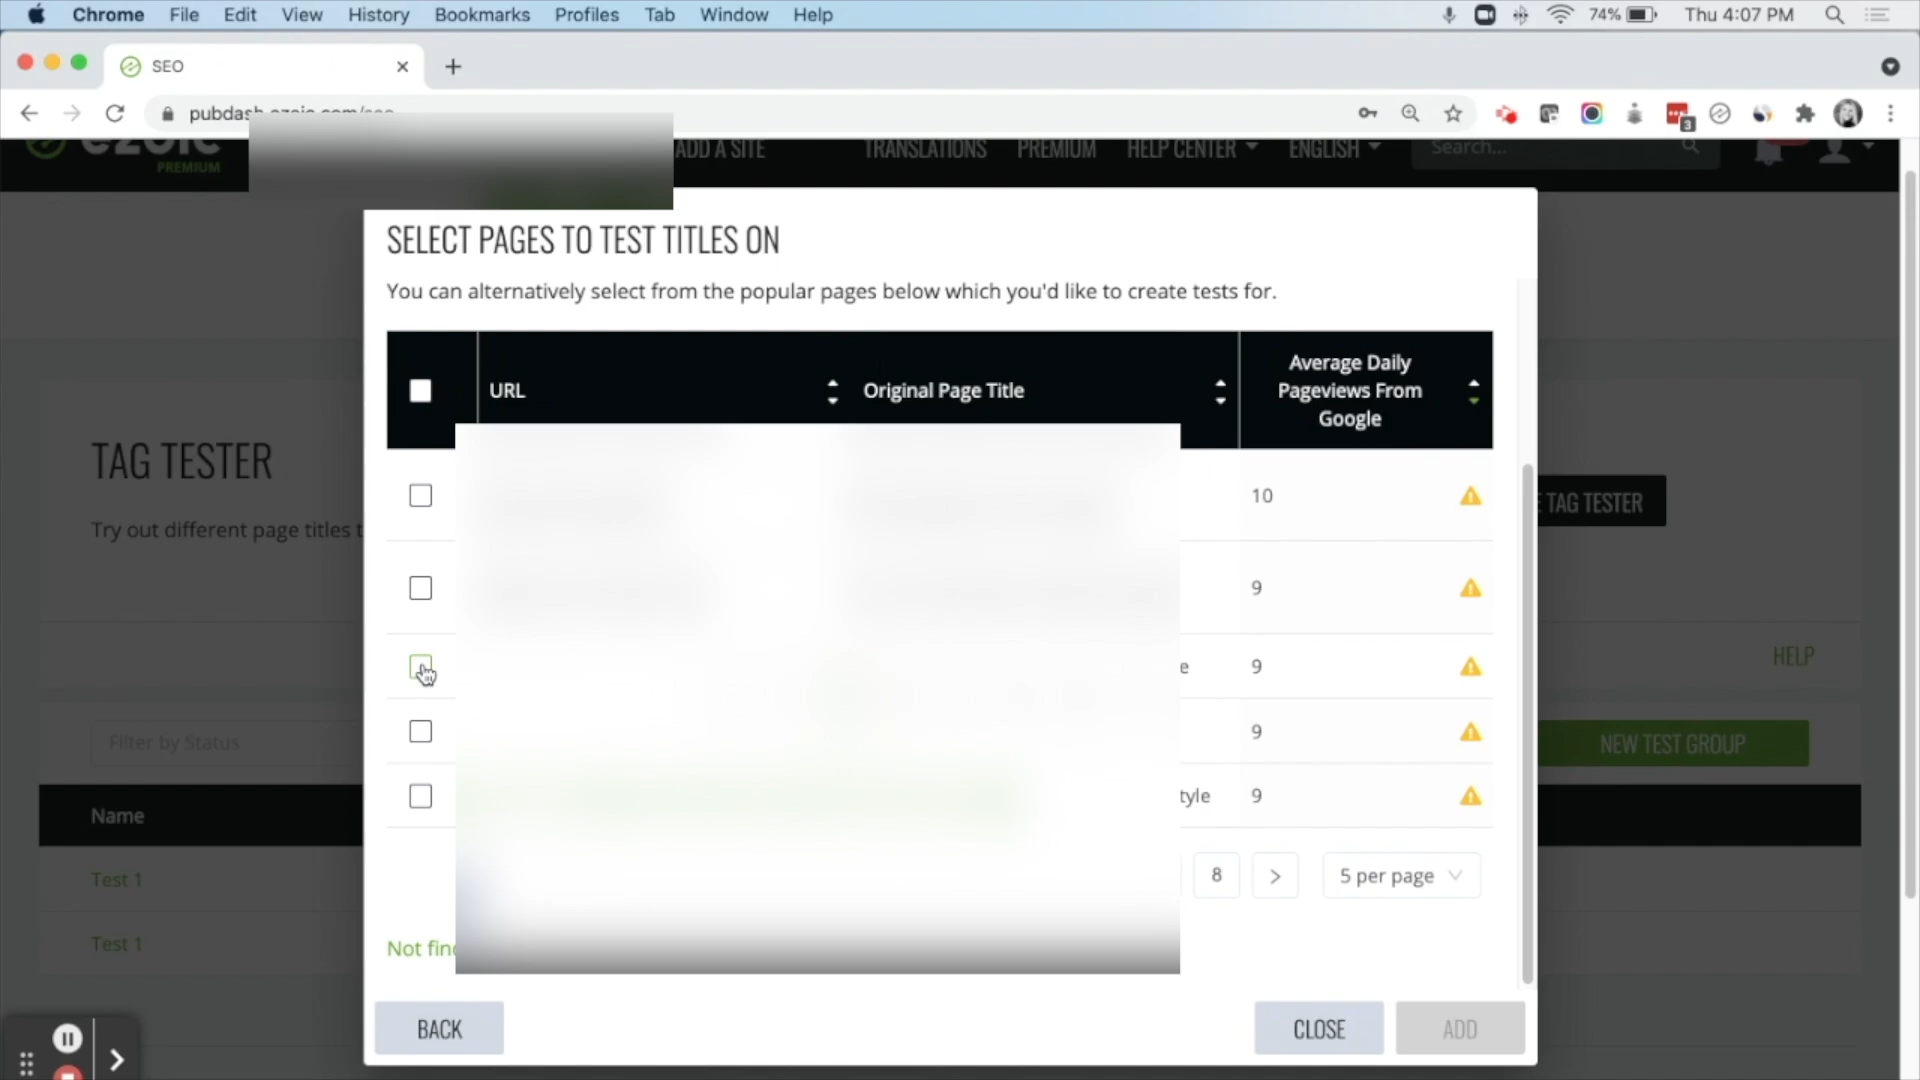 Chrome File Edit View History Bookmarks Profiles Tab Window Help 74% Thu 4:07 PM
SEO
3
PREMIUM
ADD A SITE TRANSLATIONS PREMIUM HELP CENTER ENGLISH Search...
SELECT PAGES TO TEST TITLES ON
You can alternatively select from the popular pages below which you'd like to create tests for.
URL Original Page Title Average Daily
Pageviews From
Google
TAG TESTER
Try out different page titles t
10
TAG TESTER
9
e 9
HELP
9
Filter by Status
NEW TEST GROUP
tyle 9
Name
Test 1
8 > 5 per page
Test 1
Not fin
BACK CLOSE ADD